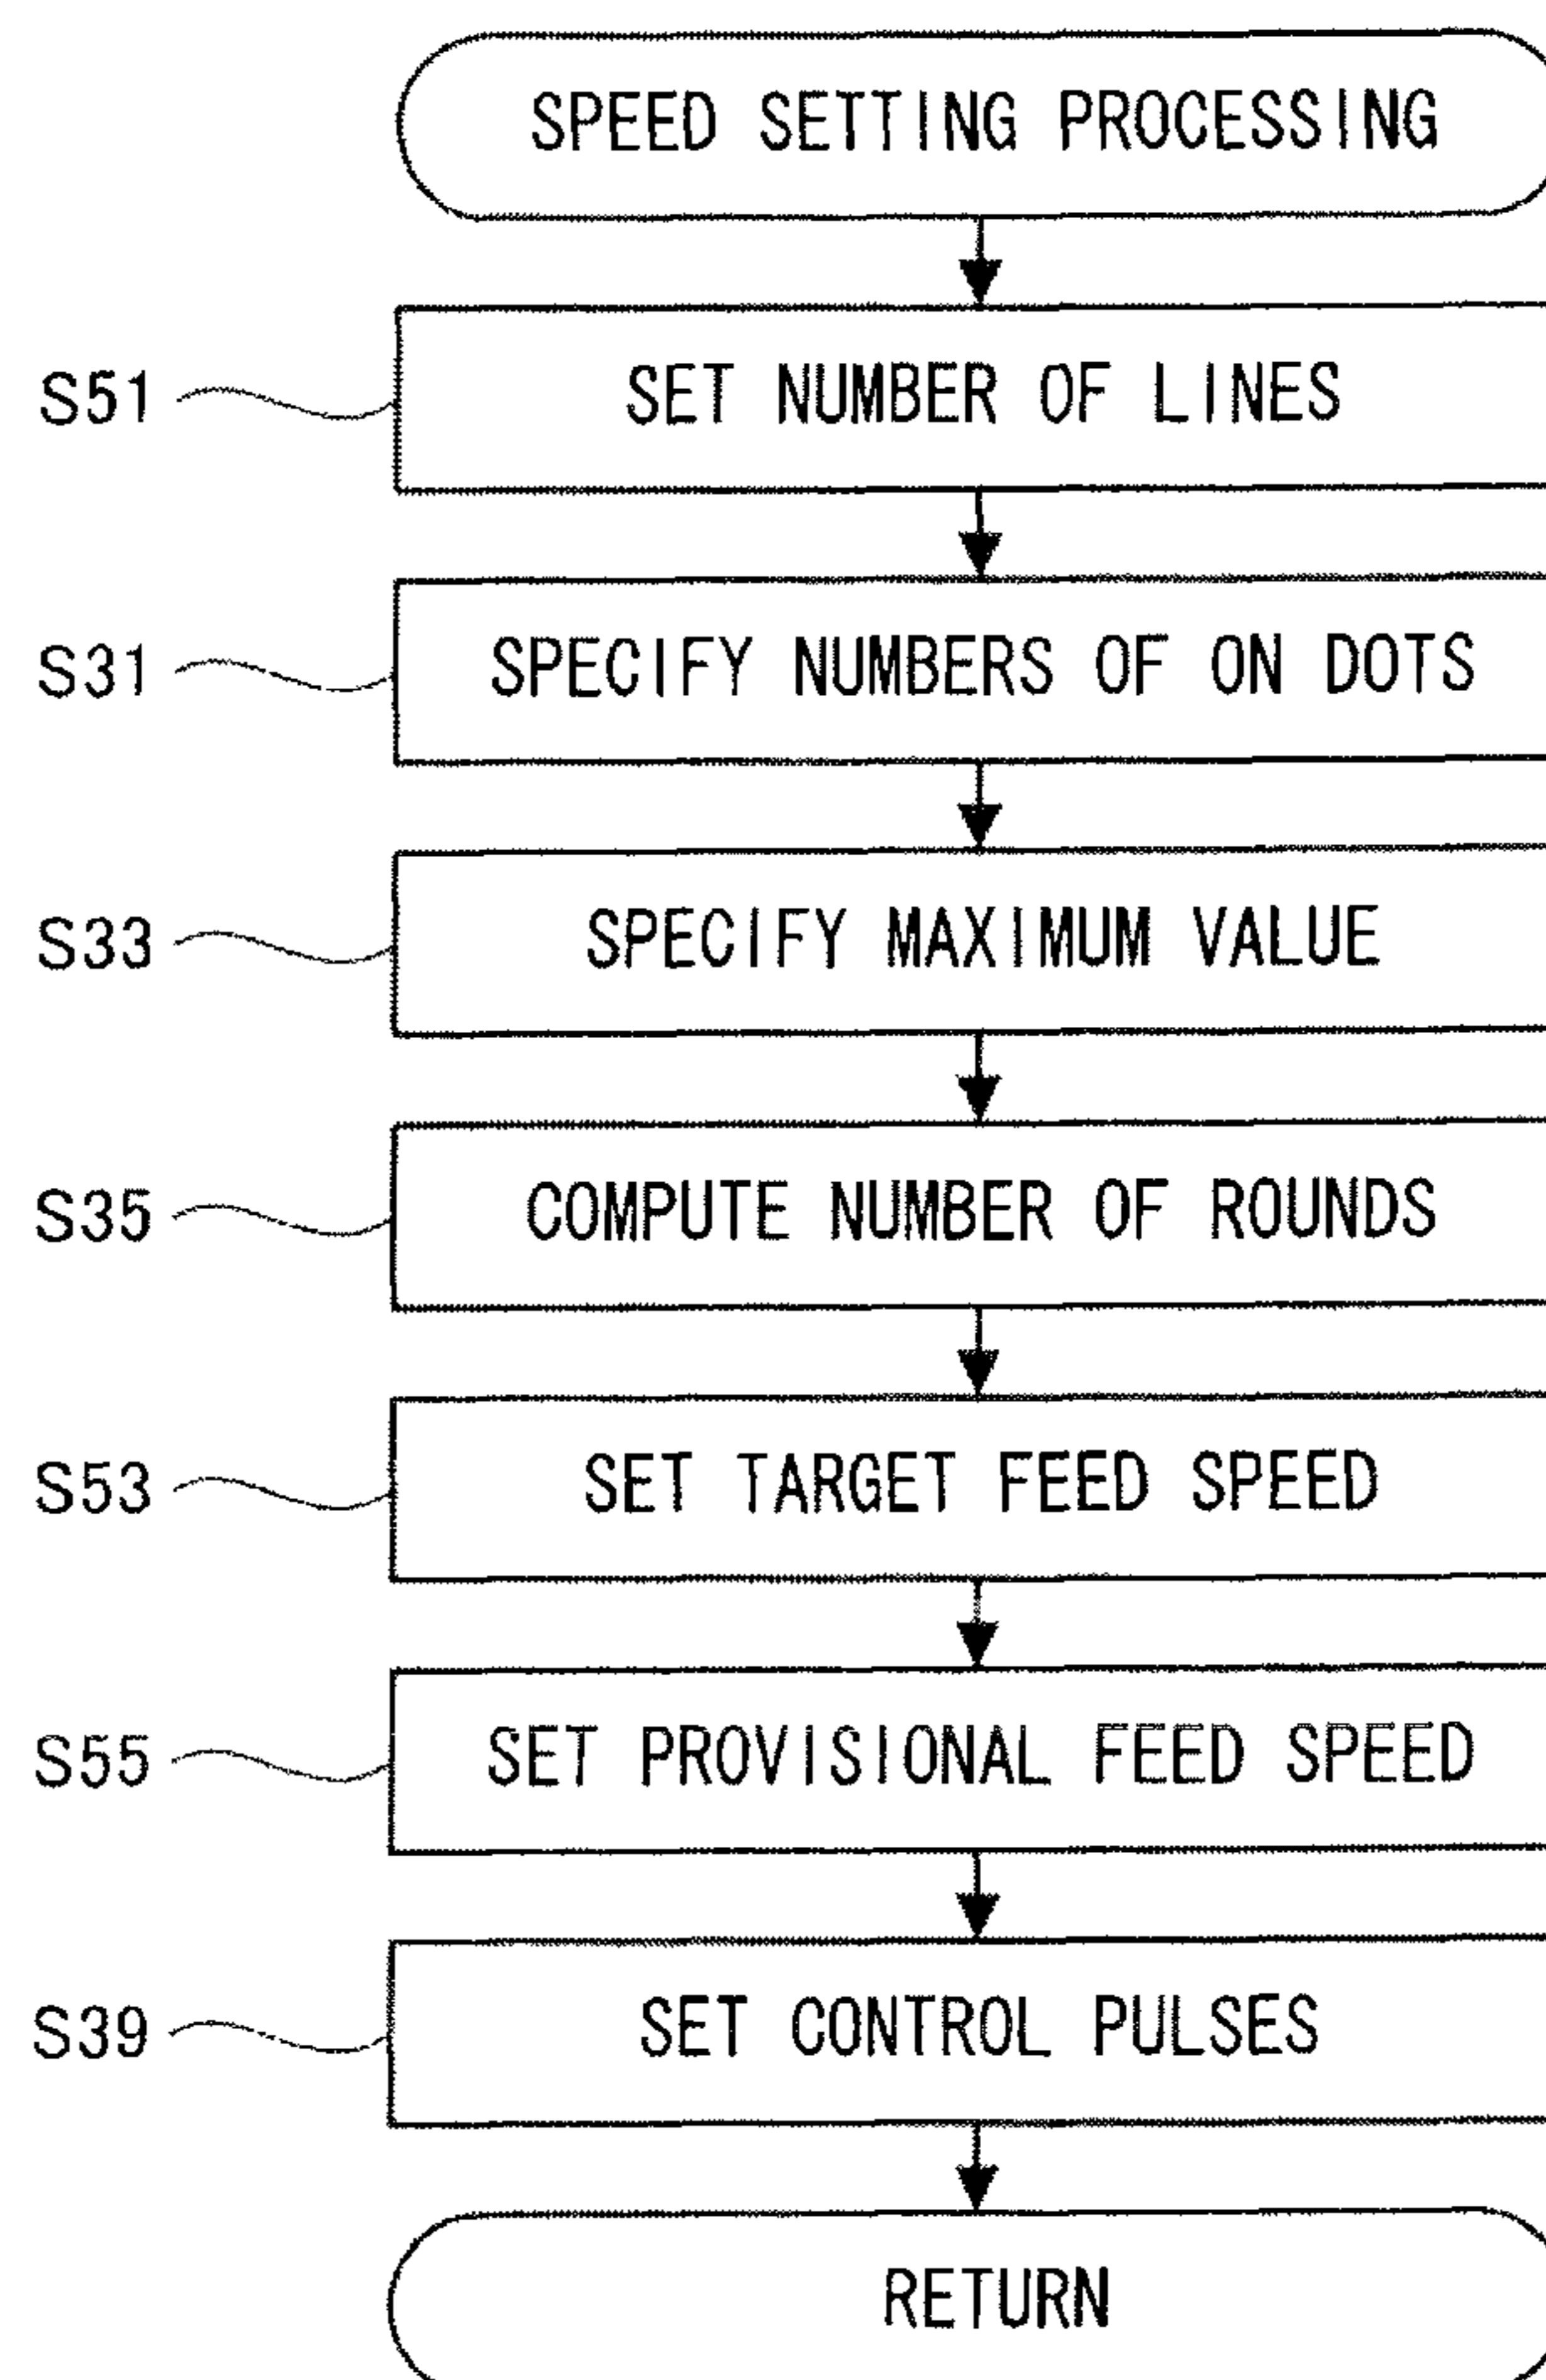 SPEED SETTING PROCESSING
S51 SET NUMBER OF LINES
S31 SPECIFY NUMBERS OF ON DOTS
S33 SPECIFY MAXIMUM VALUE
S35 COMPUTE NUMBER OF ROUNDS
S53 SET TARGET FEED SPEED
S55 SET PROVISIONAL FEED SPEED
S39 SET CONTROL PULSES
RETURN